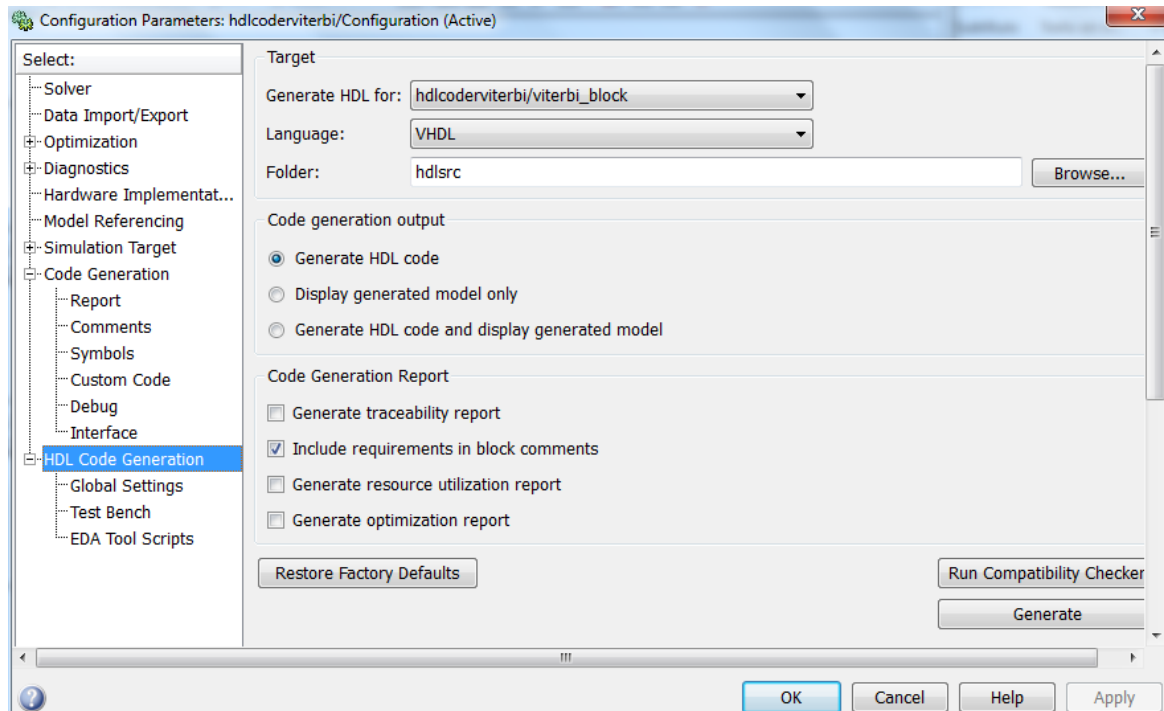 Configuration Parameters: hdlcoderviterbi/Configuration (Active)
Select:
Solver
Data Import/Export
Optimization
Diagnostics
Hardware Implementat...
Model Referencing
Simulation Target
Code Generation
Report
Comments
Symbols
Custom Code
Debug
Interface
HDL Code Generation
Global Settings
Test Bench
EDA Tool Scripts
Target
Generate HDL for: hdlcoderviterbi/viterbi_block
Language: VHDL
Folder: hdlsrc Browse...
Code generation output
Generate HDL code
Display generated model only
Generate HDL code and display generated model
Code Generation Report
Generate traceability report
Include requirements in block comments
Generate resource utilization report
Generate optimization report
Restore Factory Defaults Run Compatibility Checker
Generate
OK Cancel Help Apply